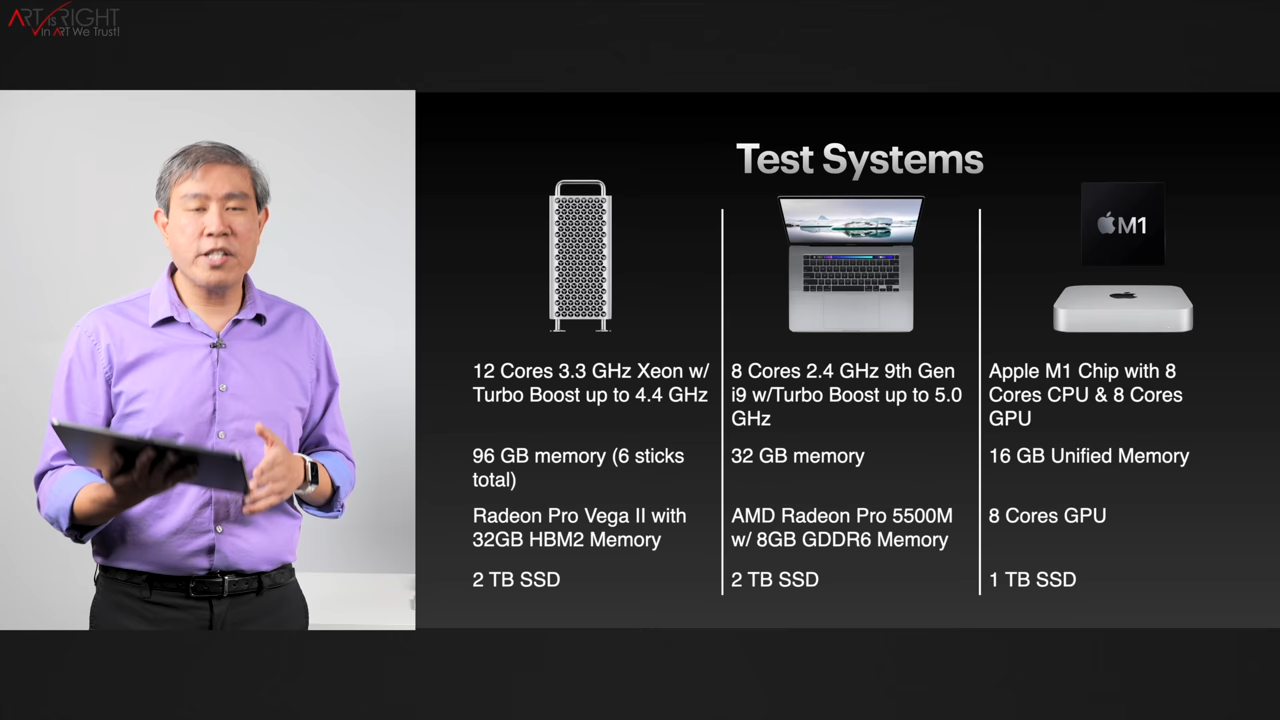 ART is RIGHT
In ART We Trust!
Test Systems
M1
12 Cores 3.3 GHz Xeon w/
Turbo Boost up to 4.4 GHz
96 GB memory (6 sticks
total)
Radeon Pro Vega II with
32GB HBM2 Memory
2 TB SSD
8 Cores 2.4 GHz 9th Gen
i9 w/Turbo Boost up to 5.0
GHz
32 GB memory
AMD Radeon Pro 5500M
w/ 8GB GDDR6 Memory
2 TB SSD
Apple M1 Chip with 8
Cores CPU & 8 Cores
GPU
16 GB Unified Memory
8 Cores GPU
1 TB SSD